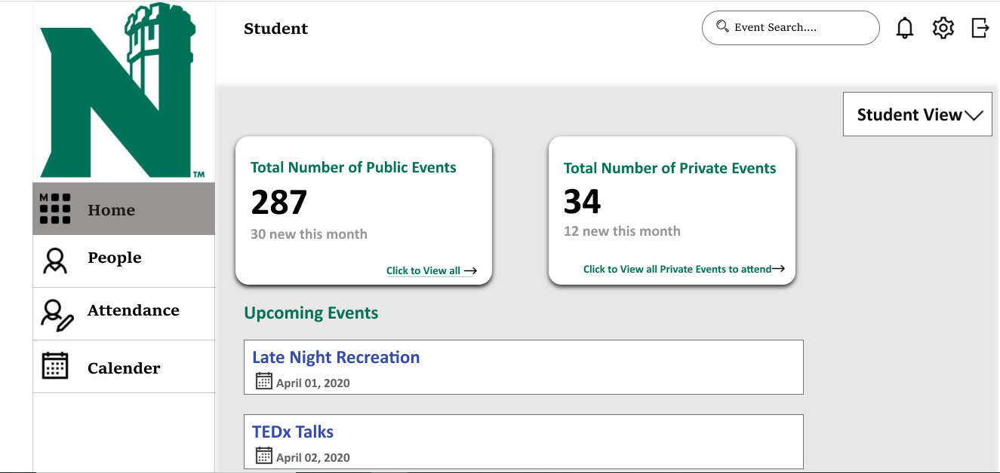 N
TM
Student
Event Search....
Student View
M
Home
People
Attendance
Calender
Total Number of Public Events
287
30 new this month
Click to View all
Total Number of Private Events
34
12 new this month
Click to View all Private Events to attend
Upcoming Events
Late Night Recreation
April 01, 2020
TEDx Talks
April 02, 2020